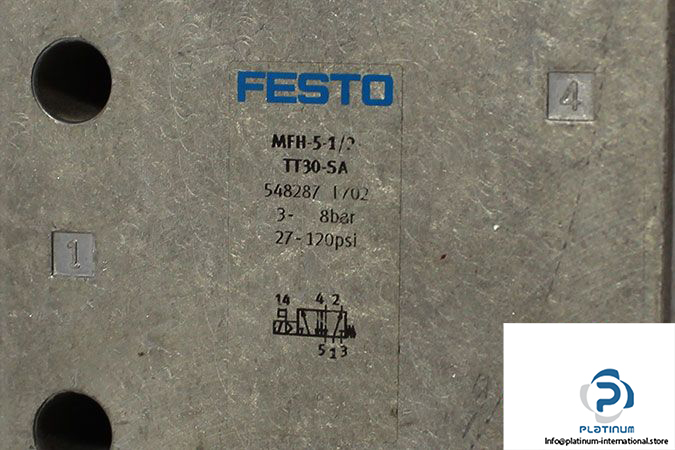 FESTO
4
MFH-5-1/2
TT30-SA
548287 1702
3- 8bar
27-120psi
1
14 4 2
5 1 3
PLATINUM
Info@platinum-international.store